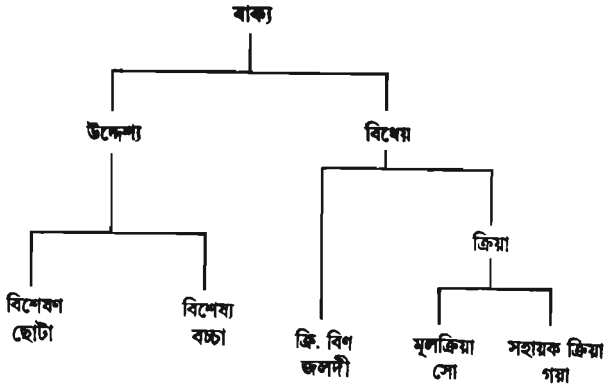 বাক্য
উদ্দেশ্য
বিধেয়
ক্রিয়া
বিশেষণ
ছোটা
বিশেষ্য
বচ্চা
ক্রি. বিণ
জলদী
মূলক্রিয়া
সো
সহায়ক ক্রিয়া
গয়া